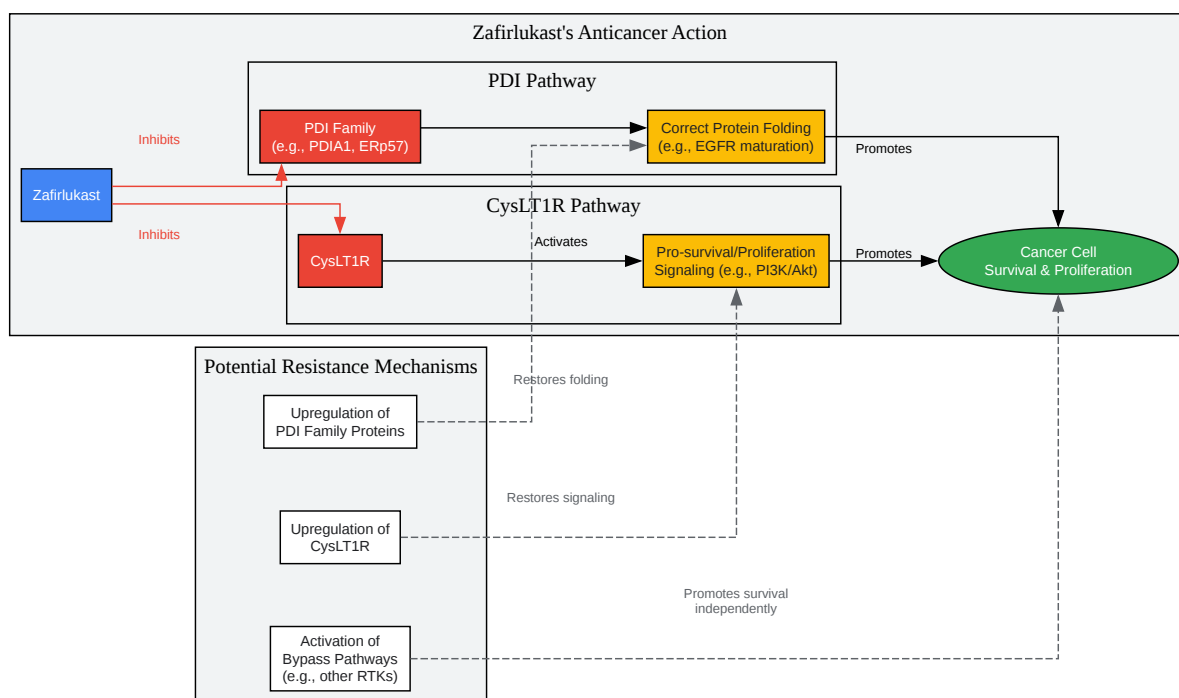 Zafirlukast's Anticancer Action
PDI Pathway
PDI Family
(e.g., PDIA1, ERp57)
Correct Protein Folding
(e.g., EGFR maturation)
Inhibits
Promotes
Zafirlukast
CysLT1R Pathway
Inhibits
CysLT1R
Activates
Pro-survival/Proliferation
Signaling (e.g., PI3K/Akt)
Promotes
Cancer Cell
Survival & Proliferation
Potential Resistance Mechanisms
Restores folding
Upregulation of
PDI Family Proteins
Restores signaling
Upregulation of
CysLT1R
Promotes survival
independently
Activation of
Bypass Pathways
(e.g., other RTKs)